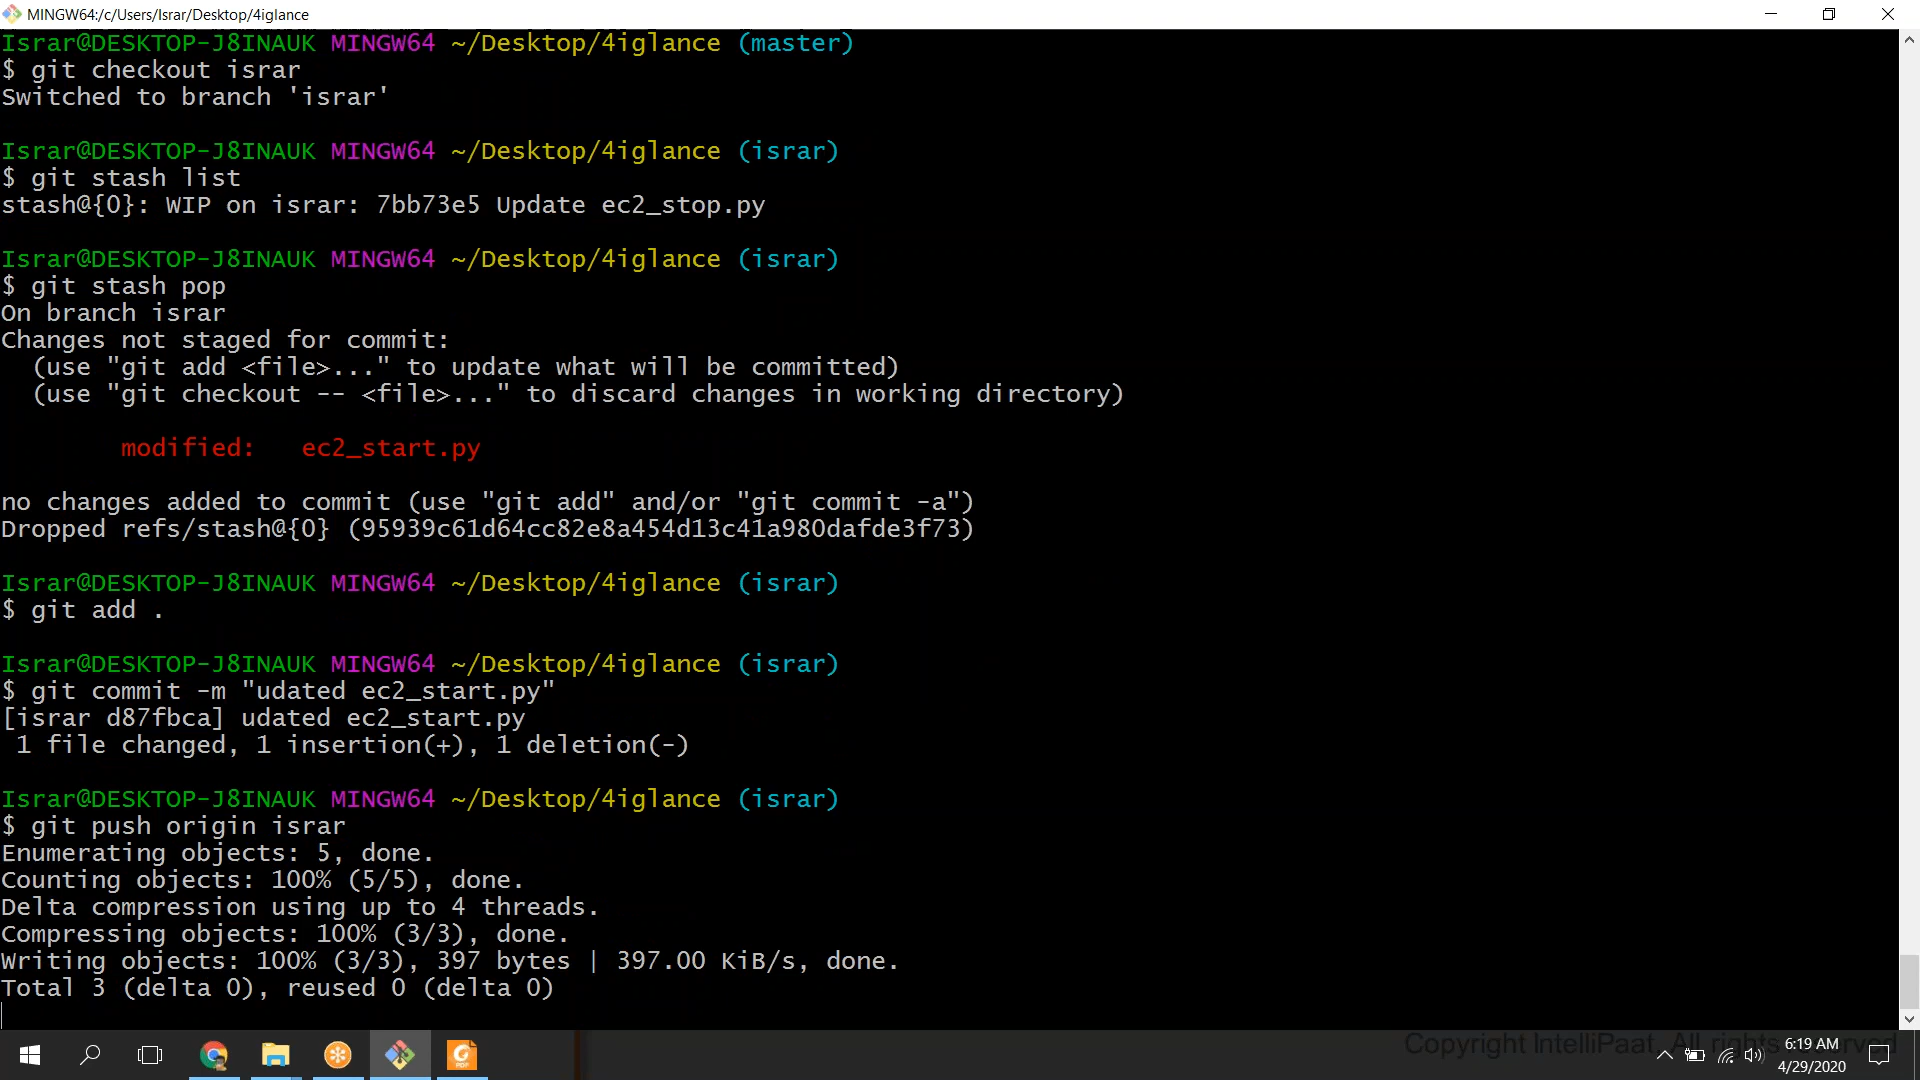 MINGW64:/c/Users/Israr/Desktop/4iglance
Israr@DESKTOP-J8INAUK MINGW64 ~/Desktop/4iglance (master)
$ git checkout israr
Switched to branch 'israr'
Israr@DESKTOP-J8INAUK MINGW64 ~/Desktop/4iglance (israr)
$ git stash list
stash@{0}: WIP on israr: 7bb73e5 Update ec2_stop.py
Israr@DESKTOP-J8INAUK MINGW64 ~/Desktop/4iglance (israr)
$ git stash pop
On branch israr
Changes not staged for commit:
  (use "git add <file>..." to update what will be committed)
  (use "git checkout -- <file>..." to discard changes in working directory)
        modified:   ec2_start.py
no changes added to commit (use "git add" and/or "git commit -a")
Dropped refs/stash@{0} (95939c61d64cc82e8a454d13c41a980dafde3f73)
Israr@DESKTOP-J8INAUK MINGW64 ~/Desktop/4iglance (israr)
$ git add .
Israr@DESKTOP-J8INAUK MINGW64 ~/Desktop/4iglance (israr)
$ git commit -m "udated ec2_start.py"
[israr d87fbca] udated ec2_start.py
 1 file changed, 1 insertion(+), 1 deletion(-)
Israr@DESKTOP-J8INAUK MINGW64 ~/Desktop/4iglance (israr)
$ git push origin israr
Enumerating objects: 5, done.
Counting objects: 100% (5/5), done.
Delta compression using up to 4 threads.
Compressing objects: 100% (3/3), done.
Writing objects: 100% (3/3), 397 bytes | 397.00 KiB/s, done.
Total 3 (delta 0), reused 0 (delta 0)
Copyright IntelliPaat, All rights reserved
6:19 AM
4/29/2020